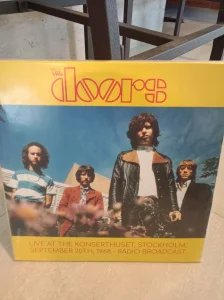 the doors
LIVE AT THE KONSERTHUSET, STOCKHOLM,
SEPTEMBER 20TH, 1968 - RADIO BROADCAST